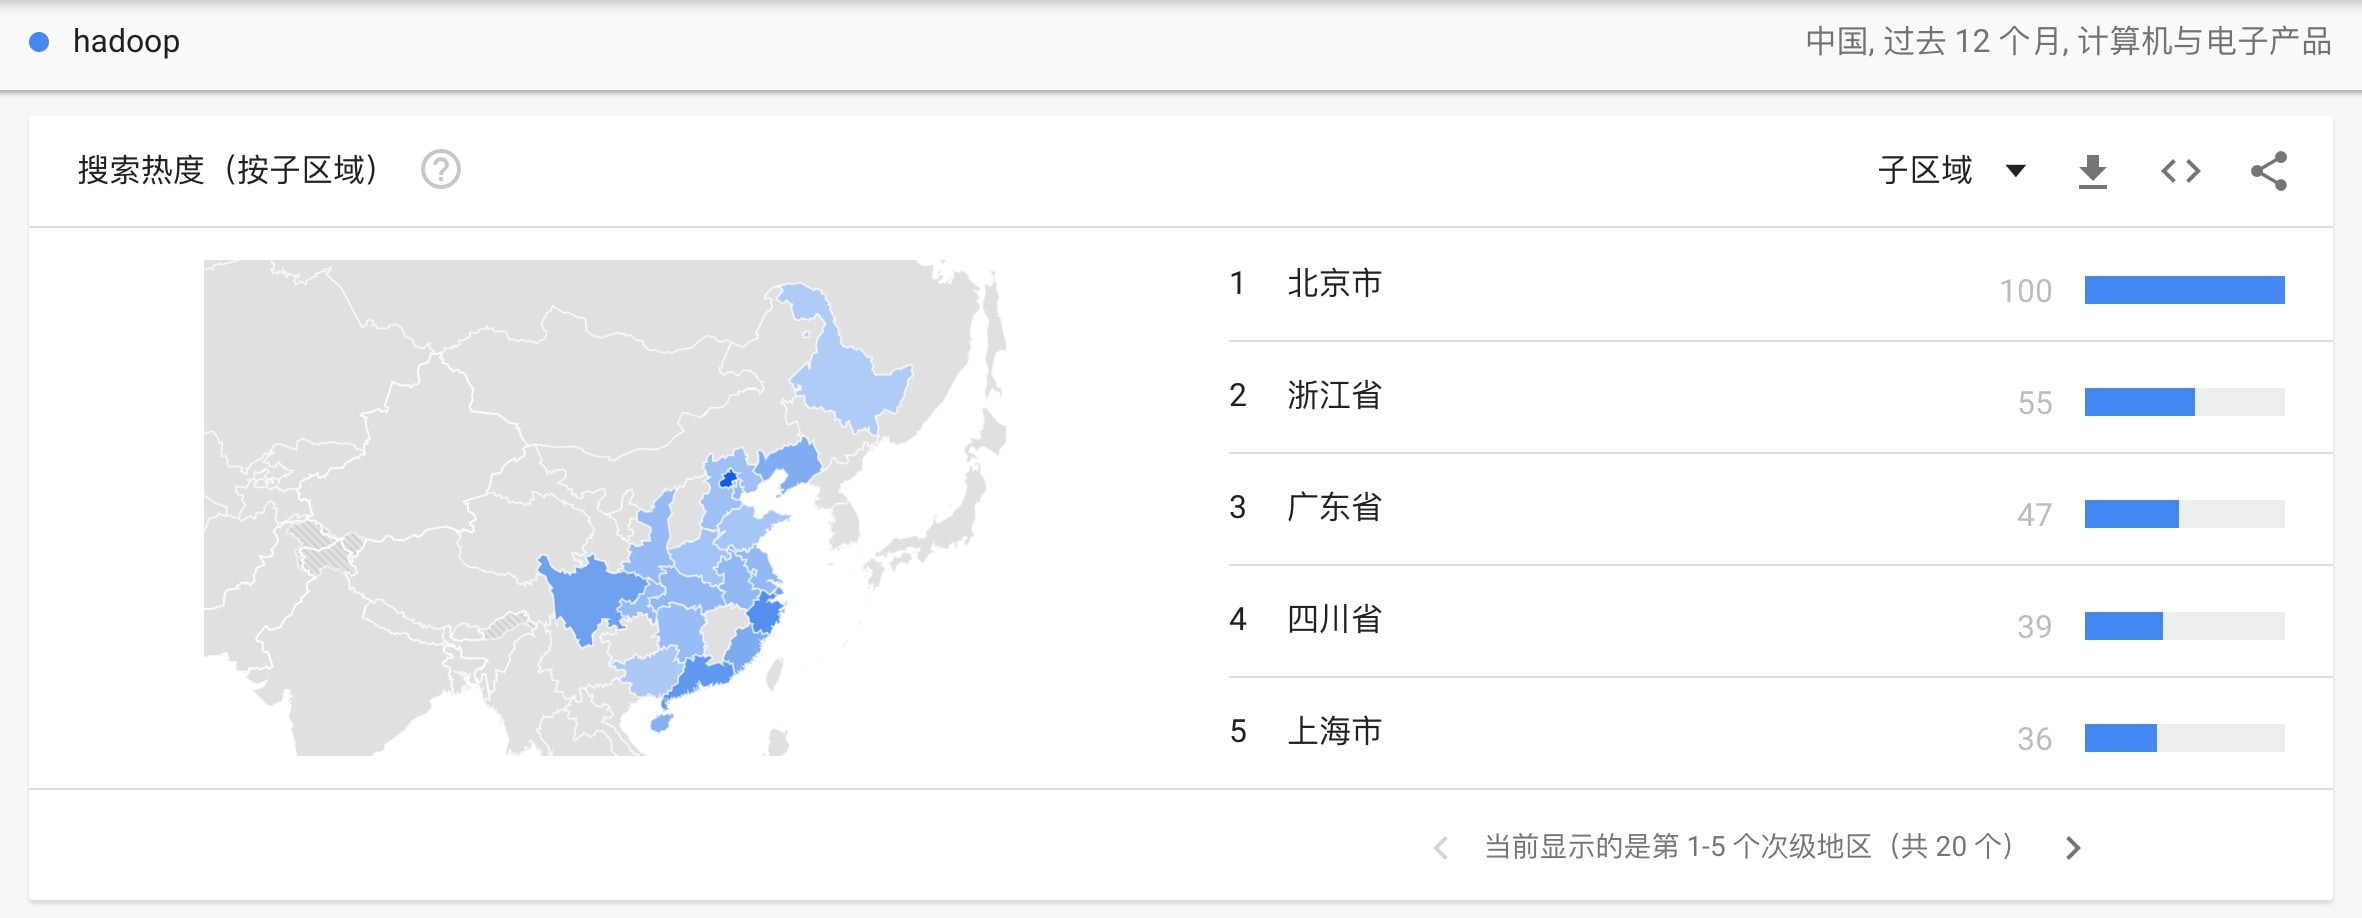 hadoop
中国, 过去 12 个月, 计算机与电子产品
搜索热度（按子区域）
子区域
1 北京市 100
2 浙江省 55
3 广东省 47
4 四川省 39
5 上海市 36
当前显示的是第 1-5 个次级地区（共 20 个）